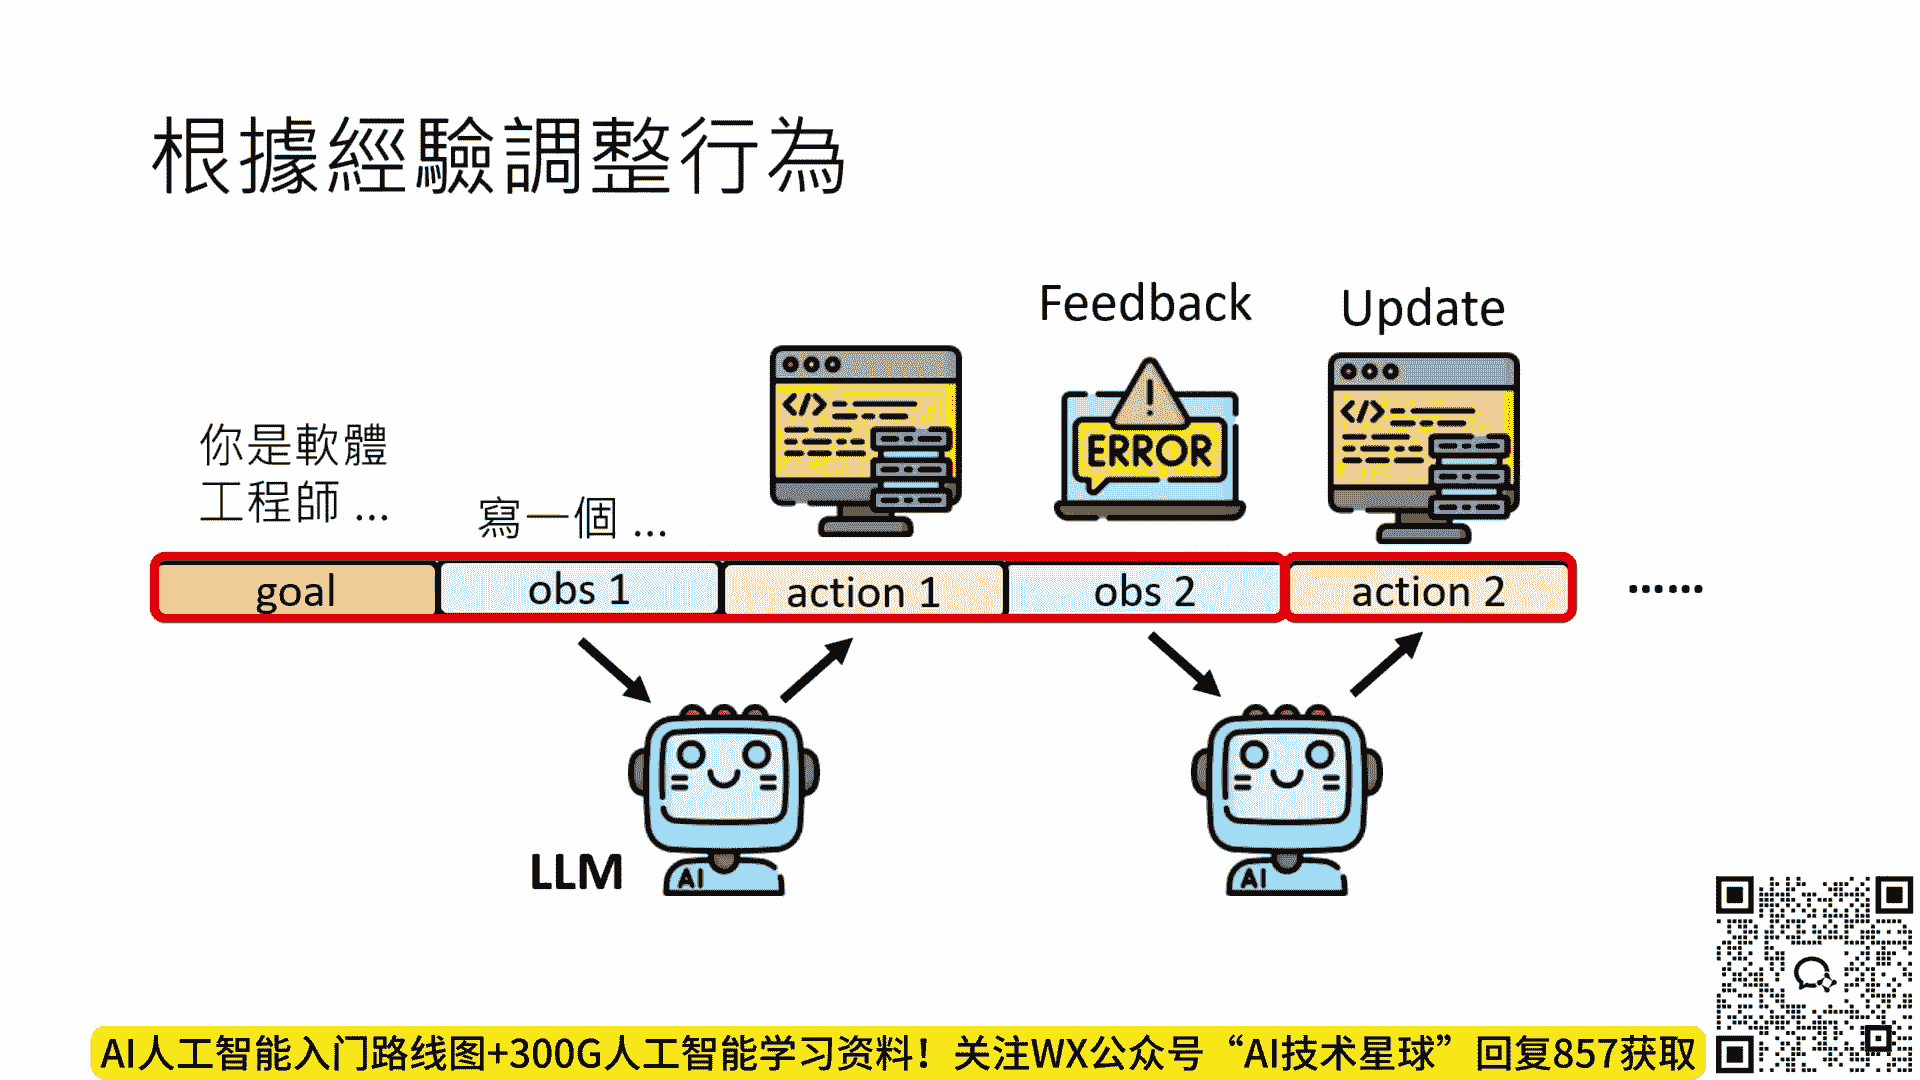 根據經驗調整行為
Feedback
Update
</>
ERROR
</>
你是軟體
工程師 ...
寫一個 ...
goal
obs 1
action 1
obs 2
action 2
......
LLM
AI
AI
AI人工智能入门路线图+300G人工智能学习资料！关注WX公众号“AI技术星球”回复857获取